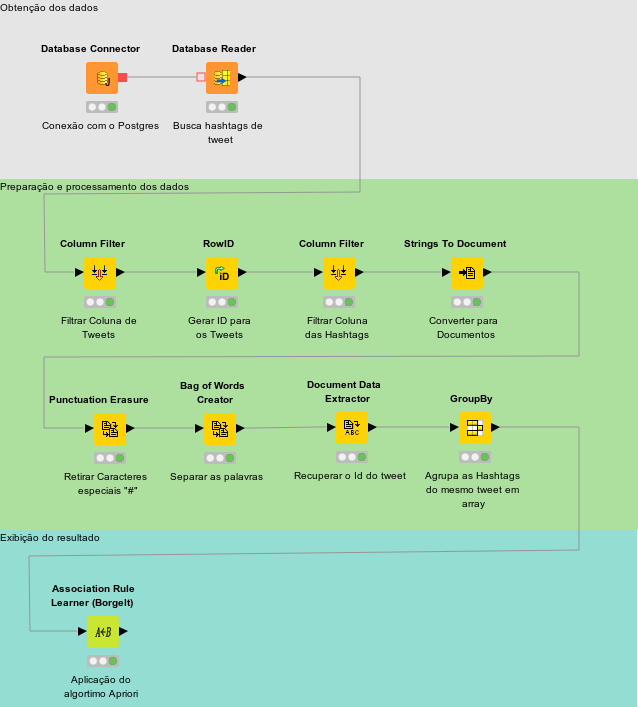 Obtenção dos dados
Database Connector
Database Reader
Conexão com o Postgres
Busca hashtags de
tweet
Preparação e processamento dos dados
Column Filter
RowID
Column Filter
Strings To Document
iD
Filtrar Coluna de
Tweets
Gerar ID para
os Tweets
Filtrar Coluna
das Hashtags
Converter para
Documentos
Punctuation Erasure
Bag of Words
Creator
Document Data
Extractor
GroupBy
ABC
Retirar Caracteres
especiais "#"
Separar as palavras
Recuperar o Id do tweet
Agrupa as Hashtags
do mesmo tweet em
array
Exibição do resultado
Association Rule
Learner (Borgelt)
A←B
Aplicação do
algortimo Apriori